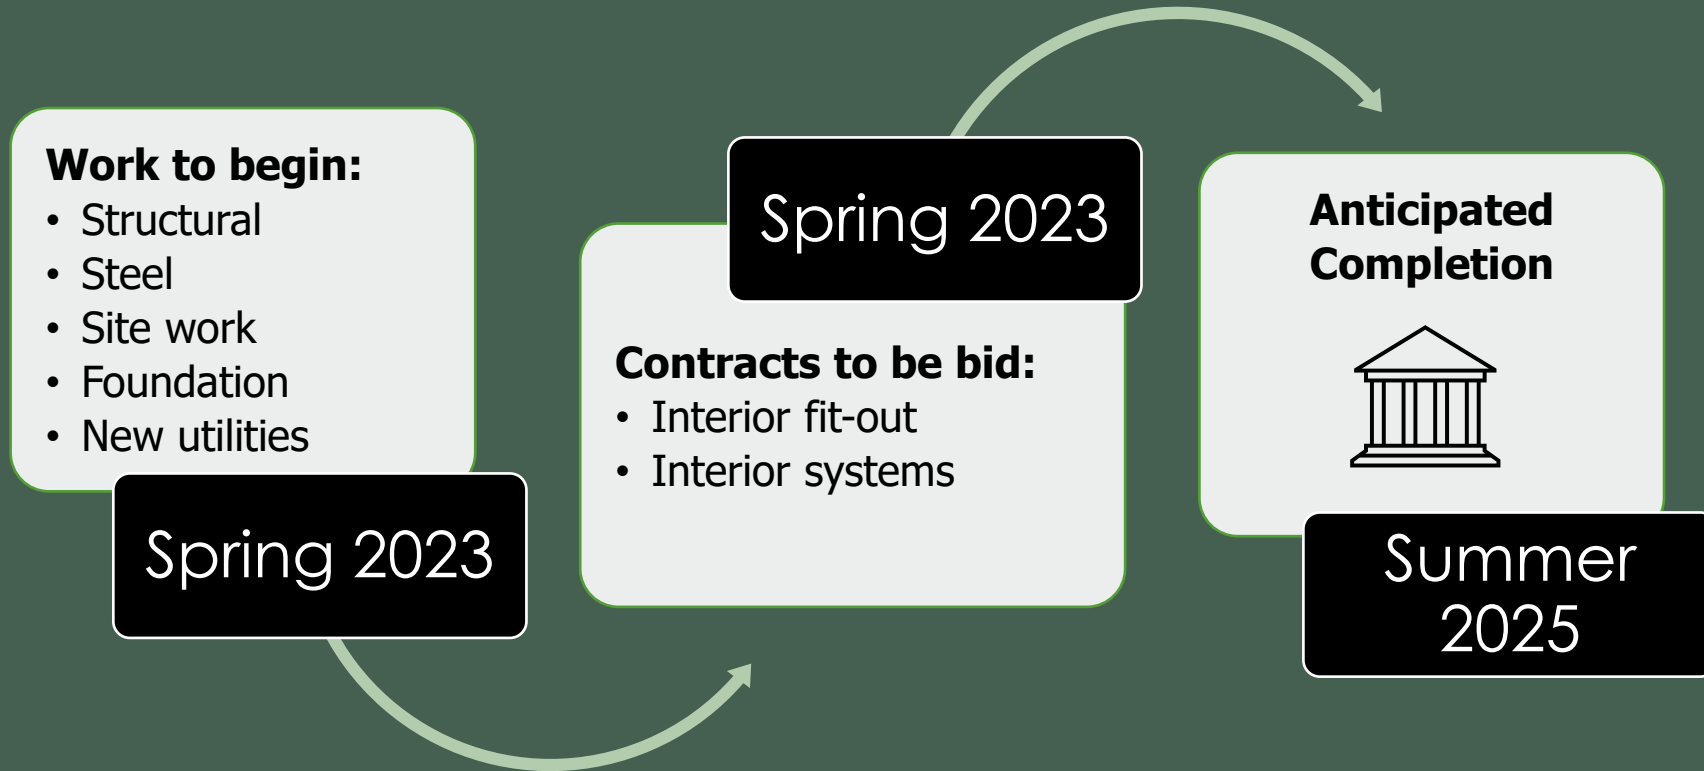 Work to begin:
• Structural
• Steel
• Site work
• Foundation
• New utilities
Spring 2023
Spring 2023
Contracts to be bid:
• Interior fit-out
• Interior systems
Anticipated
Completion
Summer
2025